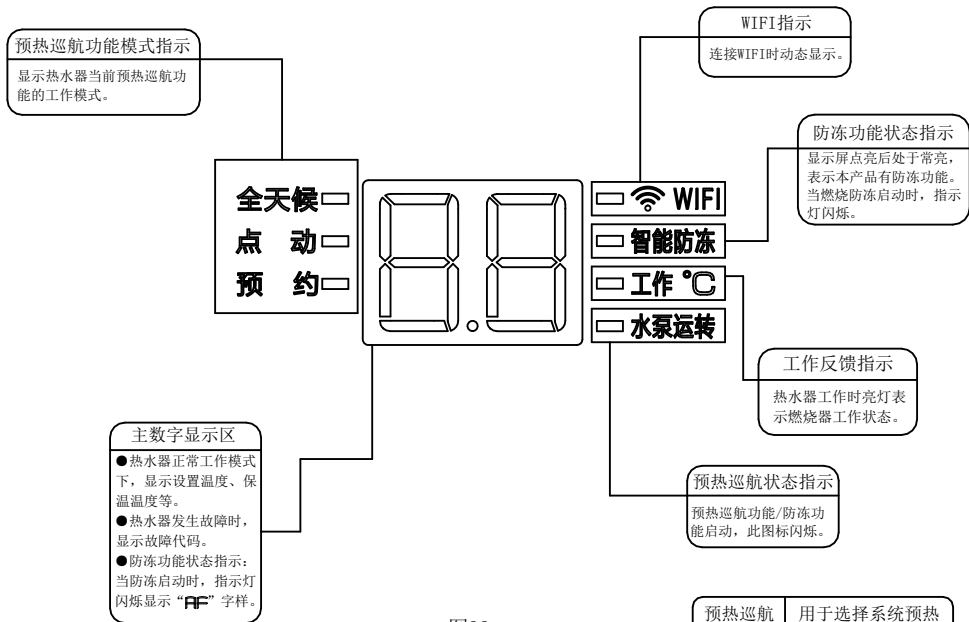 预热巡航功能模式指示
显示热水器当前预热巡航功
能的工作模式。
WIFI指示
连接WIFI时动态显示。
防冻功能状态指示
显示屏点亮后处于常亮，
表示本产品有防冻功能。
当燃烧防冻启动时，指示
灯闪烁。
全天候
点 动
预 约
WIFI
智能防冻
工作 ℃
水泵运转
工作反馈指示
热水器工作时亮灯表
示燃烧器工作状态。
主数字显示区
●热水器正常工作模式
下，显示设置温度、保
温温度等。
●热水器发生故障时，
显示故障代码。
●防冻功能状态指示：
当防冻启动时，指示灯
闪烁显示“AF”字样。
预热巡航状态指示
预热巡航功能/防冻功
能启动，此图标闪烁。
预热巡航 用于选择系统预热